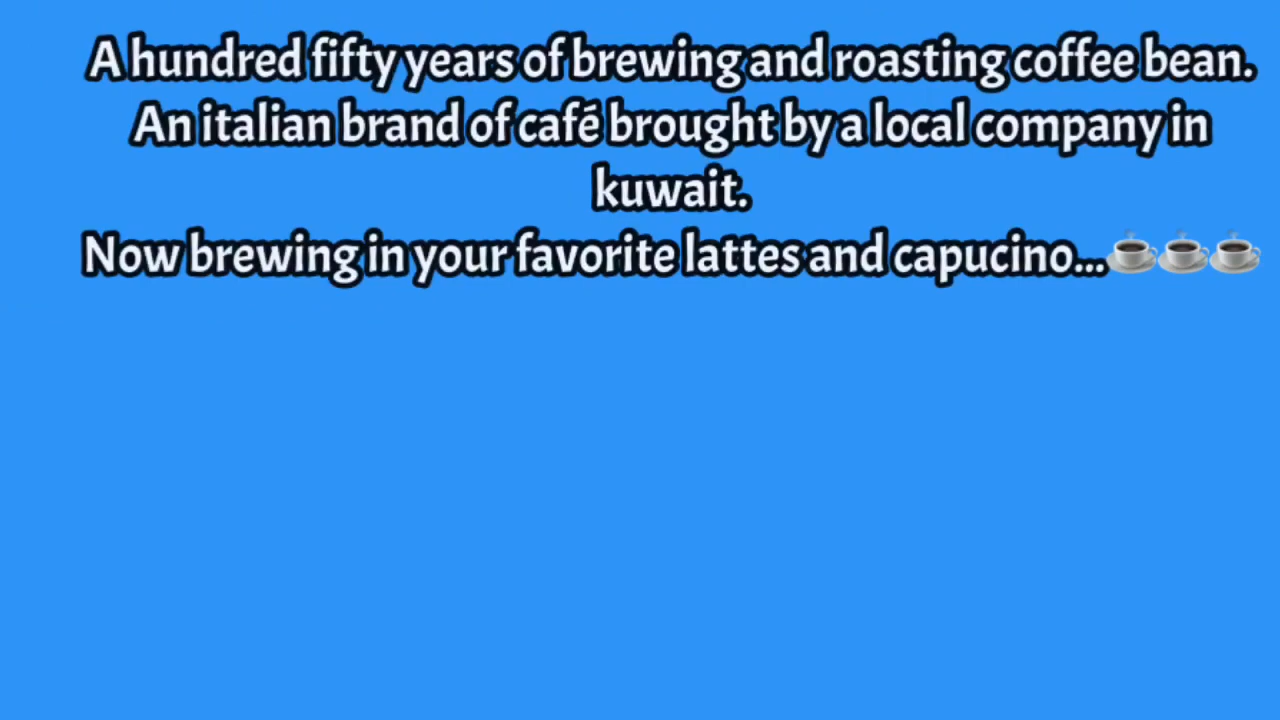 A hundred fifty years of brewing and roasting coffee bean.
An italian brand of café brought by a local company in
kuwait.
Now brewing in your favorite lattes and capucino...☕☕☕